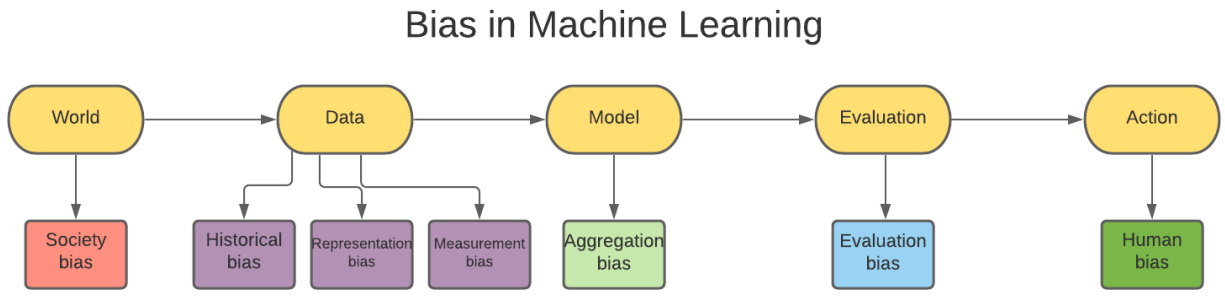 Bias in Machine Learning
World
Data
Model
Evaluation
Action
Society
bias
Historical
bias
Representation
bias
Measurement
bias
Aggregation
bias
Evaluation
bias
Human
bias